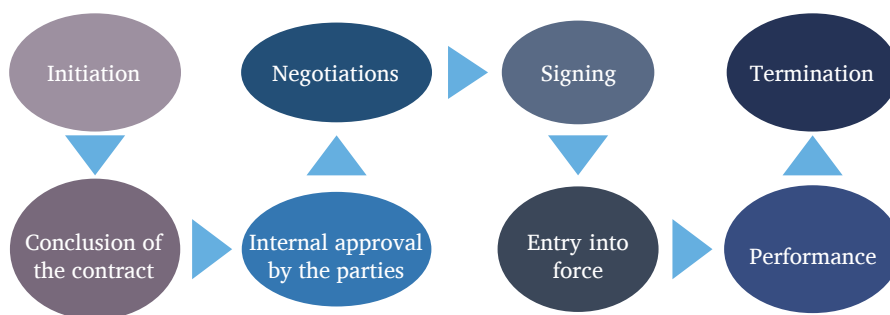 Initiation
Negotiations
Signing
Termination
Conclusion of
the contract
Internal approval
by the parties
Entry into
force
Performance